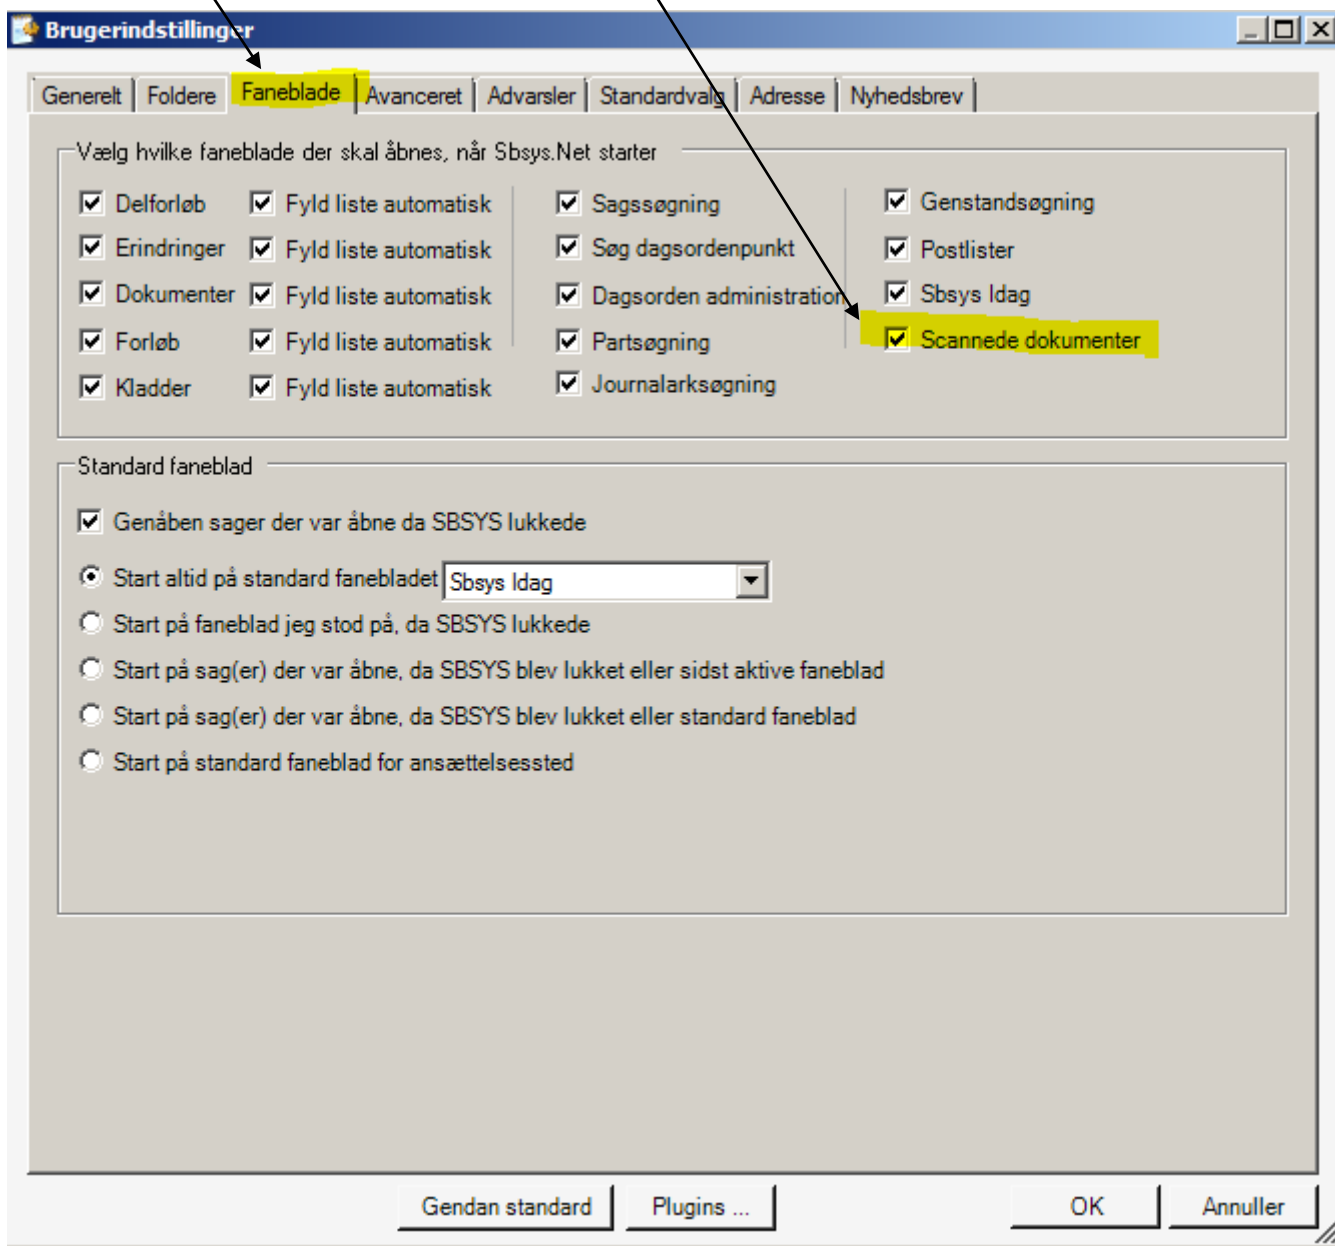 Brugerindstillinger
Generelt Foldere Faneblade Avanceret Advarsler Standardvalg Adresse Nyhedsbrev
Vælg hvilke faneblade der skal åbnes, når Sbsys.Net starter
Delforløb Fyld liste automatisk Sagssøgning Genstandsøgning
Erindringer Fyld liste automatisk Søg dagsordenpunkt Postlister
Dokumenter Fyld liste automatisk Dagsorden administration Sbsys Idag
Forløb Fyld liste automatisk Partsøgning Scannede dokumenter
Kladder Fyld liste automatisk Journalarksøgning
Standard faneblad
Genåben sager der var åbne da SBSYS lukkede
Start altid på standard fanebladet Sbsys Idag
Start på faneblad jeg stod på, da SBSYS lukkede
Start på sag(er) der var åbne, da SBSYS blev lukket eller sidst aktive faneblad
Start på sag(er) der var åbne, da SBSYS blev lukket eller standard faneblad
Start på standard faneblad for ansættelsessted
Gendan standard Plugins ... OK Annuller